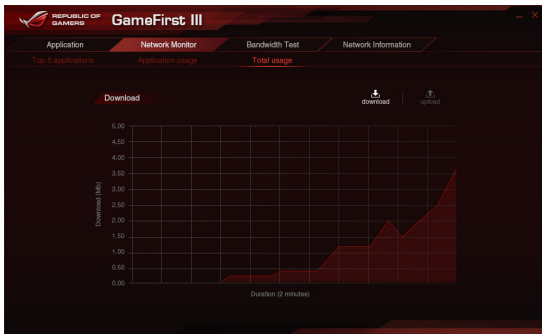 REPUBLIC OF
GAMERS
GameFirst III
Application Network Monitor Bandwidth Test Network Information
Top 5 applications Application usage Total usage
Download
download upload
5.00
4.50
4.00
3.50
3.00
2.50
2.00
1.50
1.00
0.50
0.00
Download (Mb)
Duration (2 minutes)